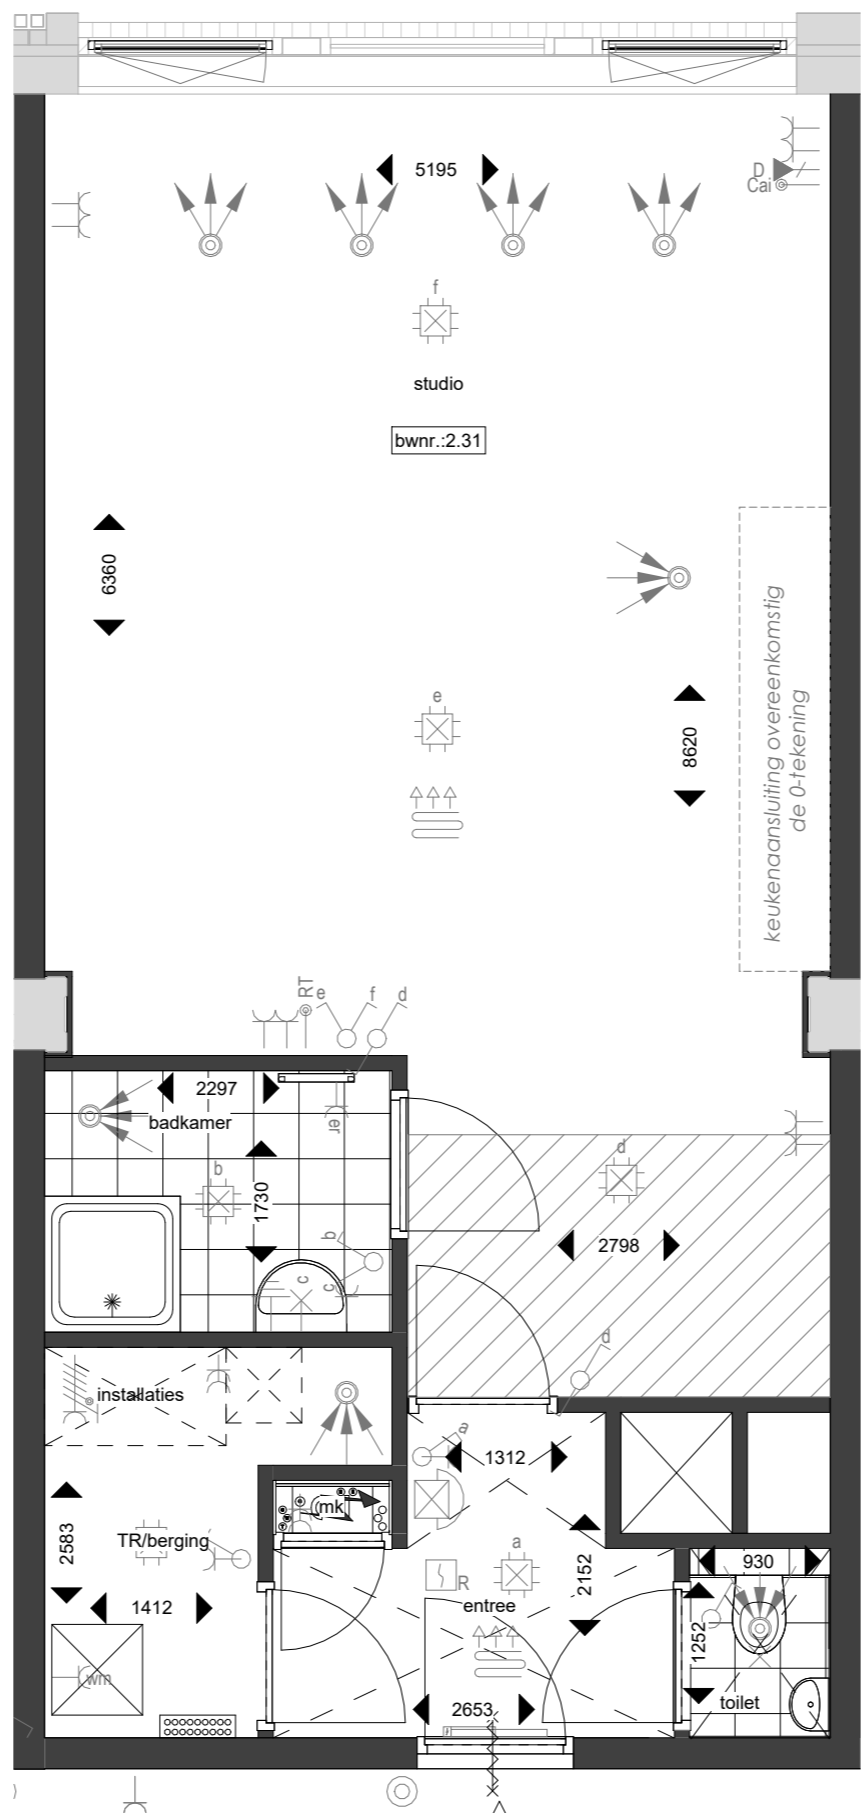 5195
D
Cai
f
studio
bwnr.:2.31
6360
e
8620
keukenaansluiting overeenkomstig
de 0-tekening
RT
e
f
d
2297
badkamer
er
d
b
1730
2798
b
c
c
d
installaties
a
1312
mk
2583
TR/berging
a
2152
930
R
entree
1412
1252
wm
2653
toilet